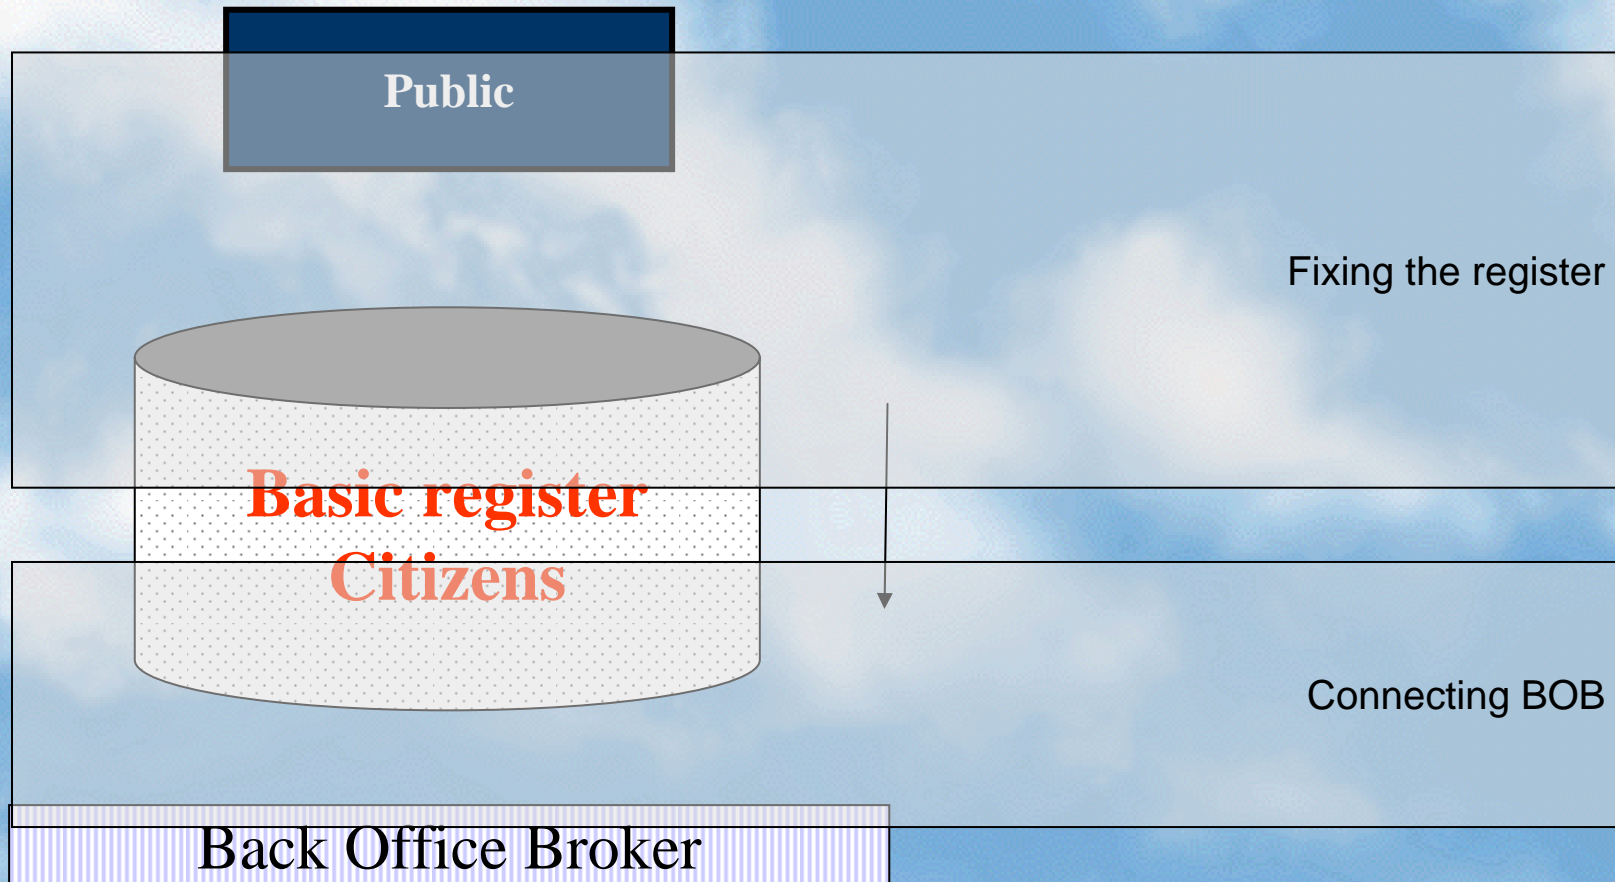 Public
Fixing the register
Basic register
Citizens
Connecting BOB
Back Office Broker